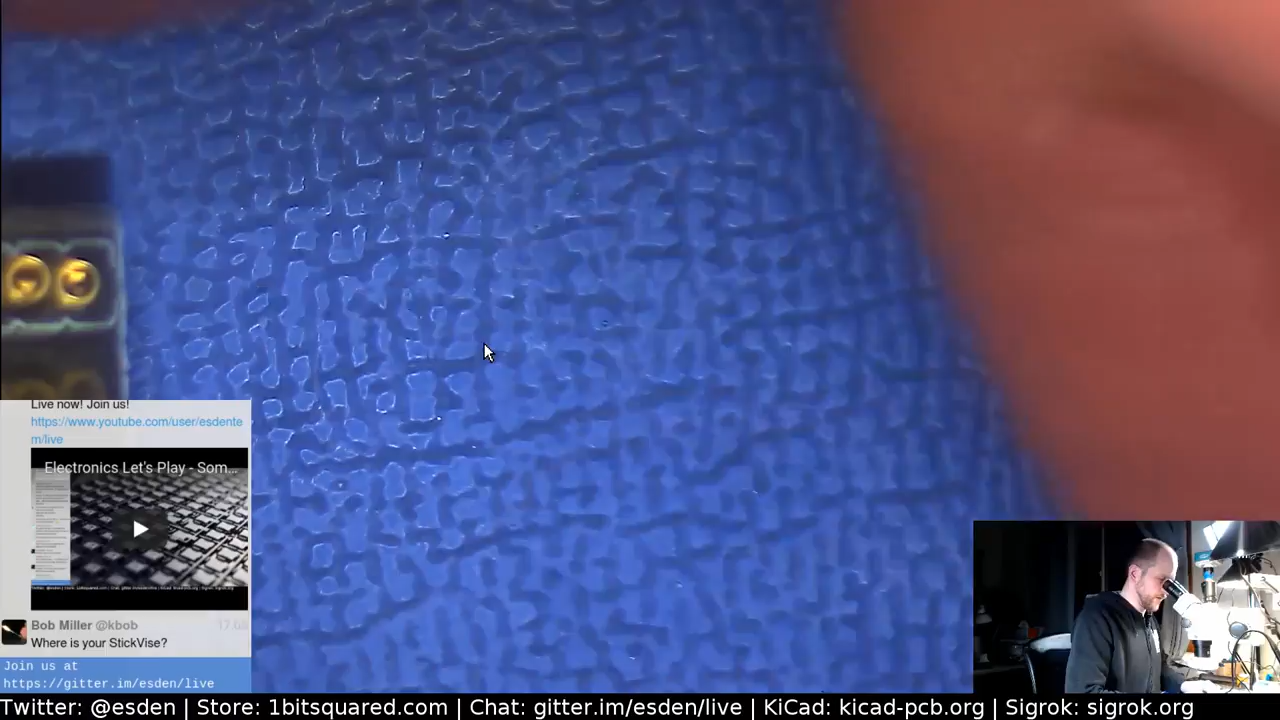 Live now! Join us!
https://www.youtube.com/user/esdente
m/live
Electronics Let's Play - Som...
Bob Miller @kbob
Where is your StickVise?
Join us at
https://gitter.im/esden/live
Twitter: @esden | Store: 1bitsquared.com | Chat: gitter.im/esden/live | KiCad: kicad-pcb.org | Sigrok: sigrok.org